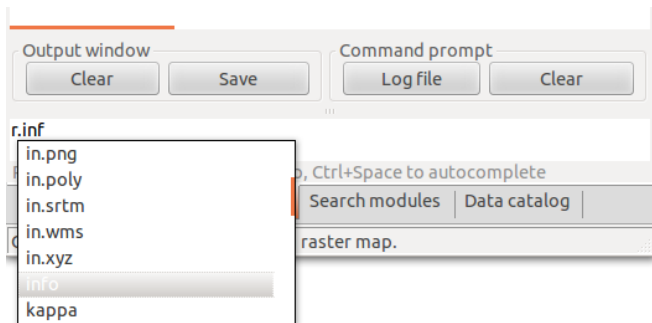 Output window
Command prompt
Clear
Save
Log file
Clear
r.inf
in.png
in.poly
in.srtm
in.wms
in.xyz
info
kappa
, Ctrl+Space to autocomplete
Search modules
Data catalog
raster map.